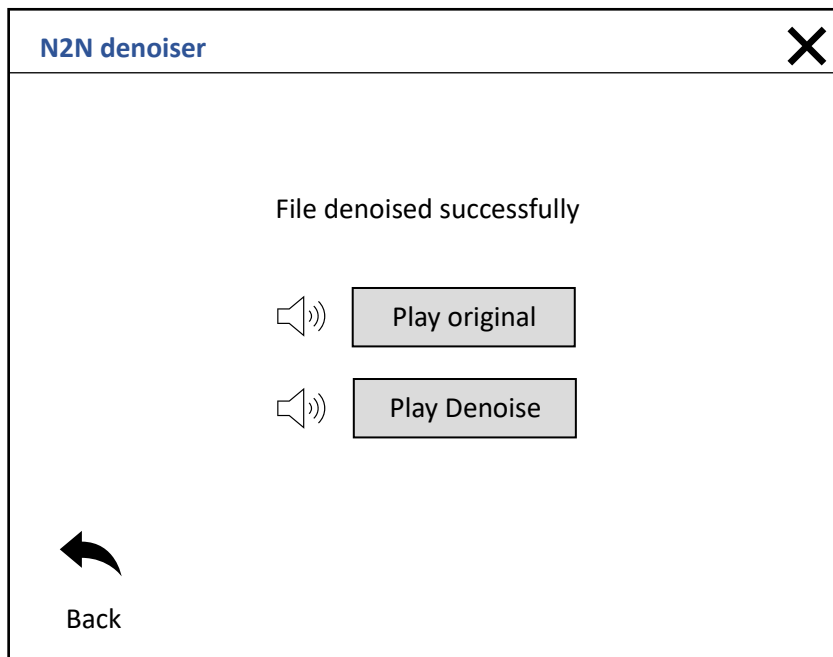 N2N denoiser
File denoised successfully
Play original
Play Denoise
Back